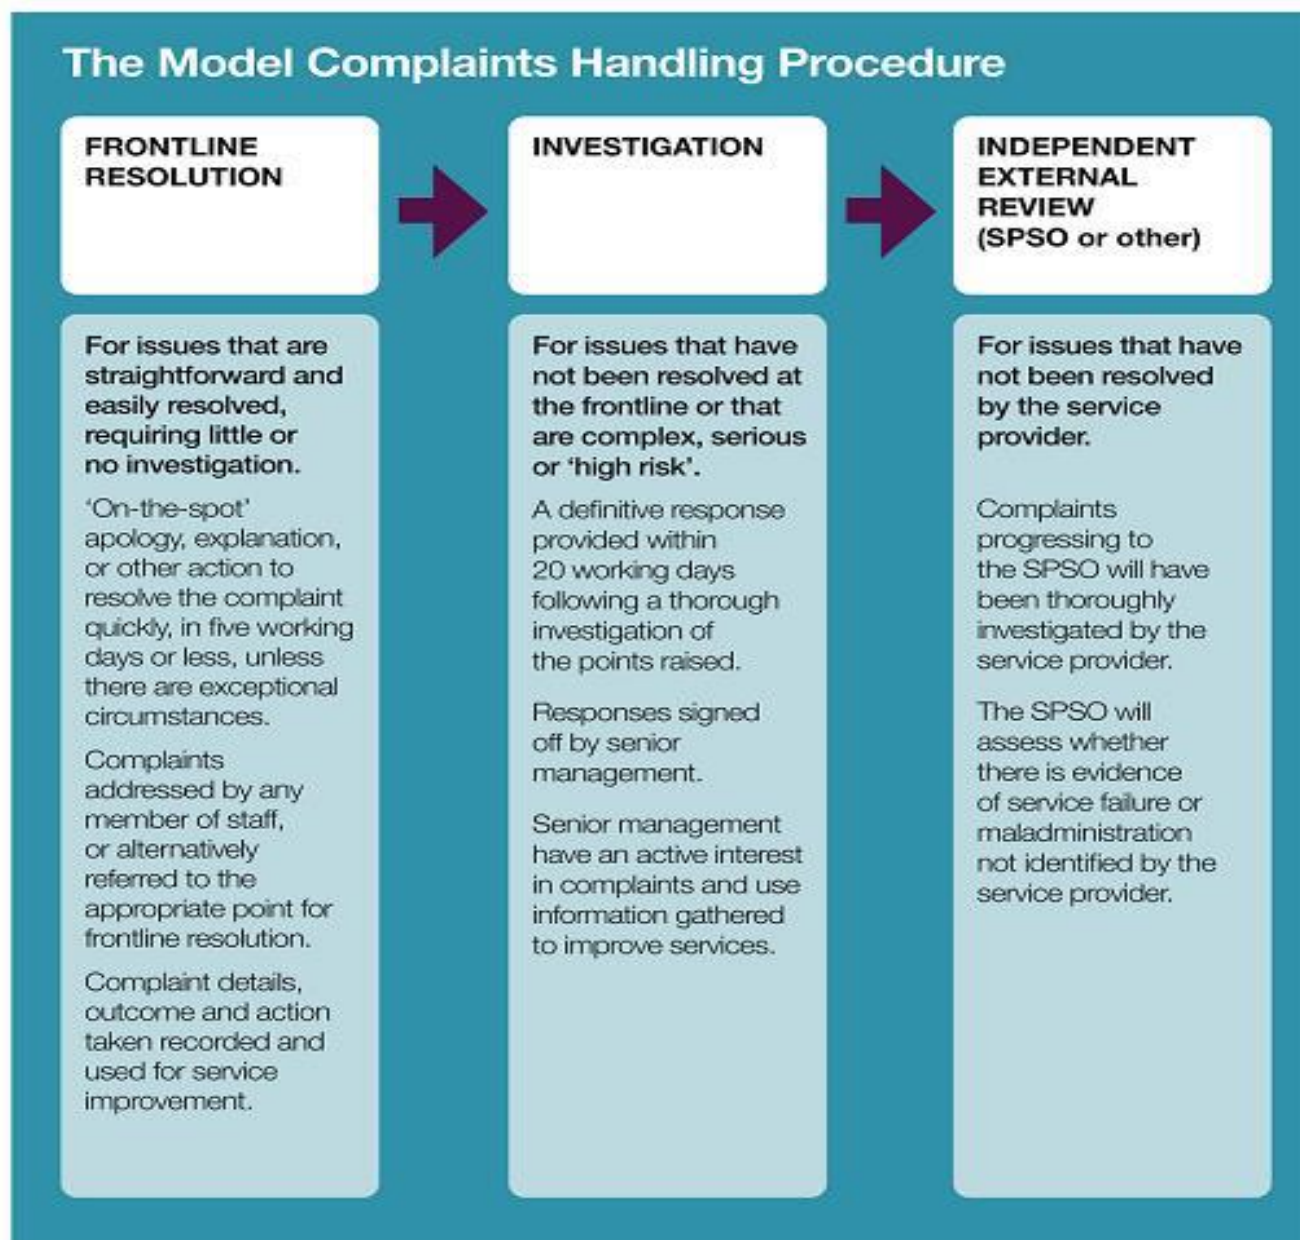 The Model Complaints Handling Procedure
FRONTLINE
RESOLUTION
For issues that are
straightforward and
easily resolved,
requiring little or
no investigation.
‘On-the-spot’
apology, explanation,
or other action to
resolve the complaint
quickly, in five working
days or less, unless
there are exceptional
circumstances.
Complaints
addressed by any
member of staff,
or alternatively
referred to the
appropriate point for
frontline resolution.
Complaint details,
outcome and action
taken recorded and
used for service
improvement.
INVESTIGATION
For issues that have
not been resolved at
the frontline or that
are complex, serious
or ‘high risk’.
A definitive response
provided within
20 working days
following a thorough
investigation of
the points raised.
Responses signed
off by senior
management.
Senior management
have an active interest
in complaints and use
information gathered
to improve services.
INDEPENDENT
EXTERNAL
REVIEW
(SPSO or other)
For issues that have
not been resolved
by the service
provider.
Complaints
progressing to
the SPSO will have
been thoroughly
investigated by the
service provider.
The SPSO will
assess whether
there is evidence
of service failure or
maladministration
not identified by the
service provider.